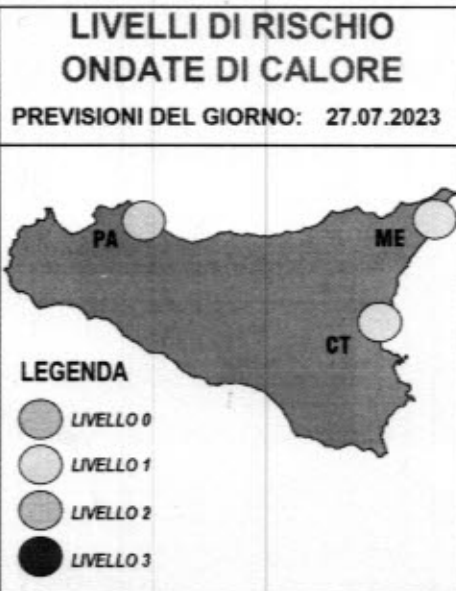 LIVELLI DI RISCHIO
ONDATE DI CALORE
PREVISIONI DEL GIORNO: 27.07.2023
PA
ME
CT
LEGENDA
LIVELLO 0
LIVELLO 1
LIVELLO 2
LIVELLO 3